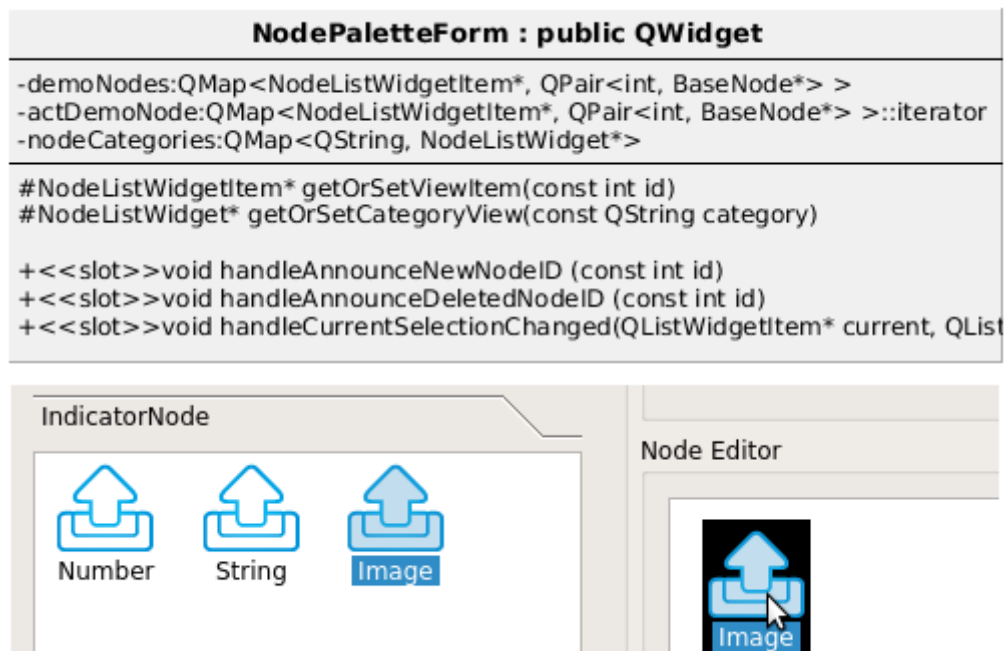 NodePaletteForm : public QWidget
-demoNodes:QMap<NodeListWidgetItem*, QPair<int, BaseNode*> >
-actDemoNode:QMap<NodeListWidgetItem*, QPair<int, BaseNode*> >::iterator
-nodeCategories:QMap<QString, NodeListWidget*>
#NodeListWidgetItem* getOrSetViewItem(const int id)
#NodeListWidget* getOrSetCategoryView(const QString category)
+<<slot>>void handleAnnounceNewNodeID (const int id)
+<<slot>>void handleAnnounceDeletedNodeID (const int id)
+<<slot>>void handleCurrentSelectionChanged(QListWidgetItem* current, QList
IndicatorNode
Node Editor
Number String Image
Image